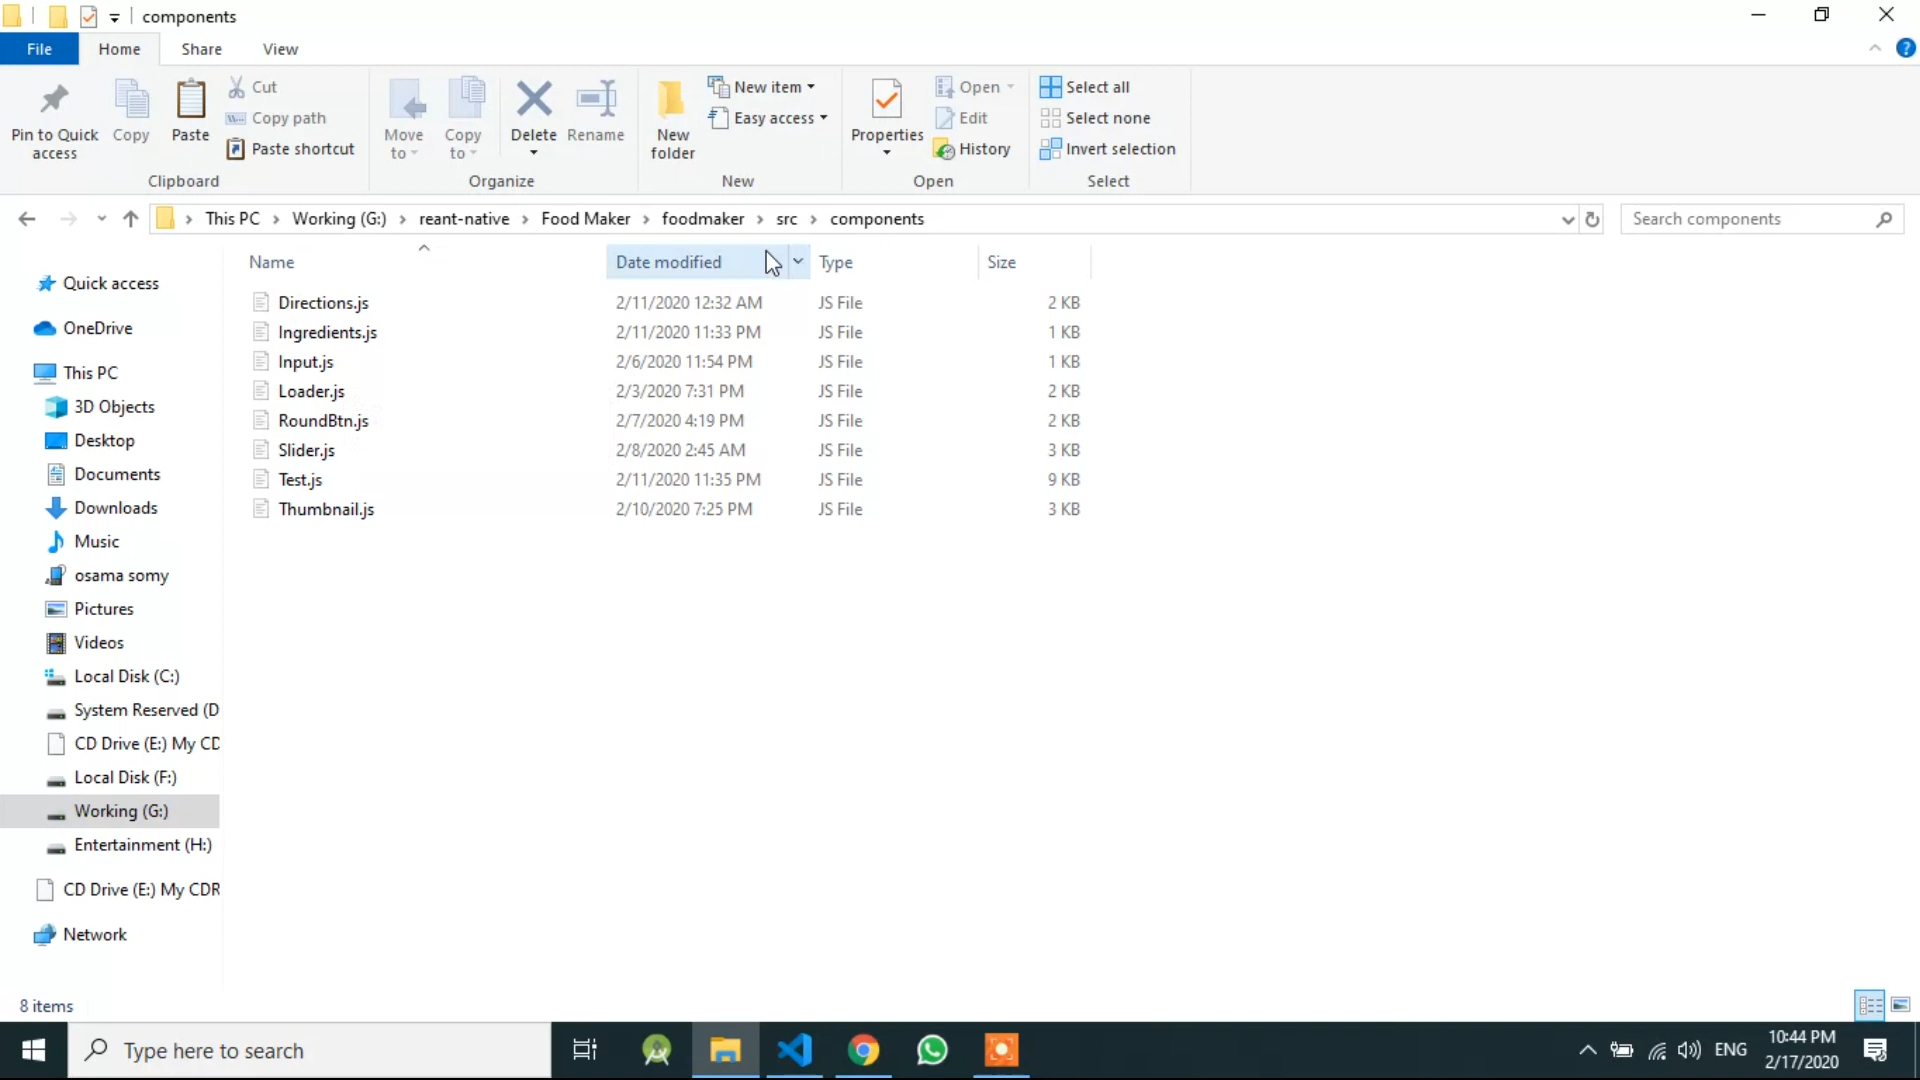 components
File Home Share View
Pin to Quick access
Copy
Paste
Cut
Copy path
Paste shortcut
Clipboard
Move to
Copy to
Delete
Rename
Organize
New folder
New item
Easy access
New
Properties
Open
Edit
History
Open
Select all
Select none
Invert selection
Select
This PC > Working (G:) > reant-native > Food Maker > foodmaker > src > components
Search components
Name Date modified Type Size
Directions.js 2/11/2020 12:32 AM JS File 2 KB
Ingredients.js 2/11/2020 11:33 PM JS File 1 KB
Input.js 2/6/2020 11:54 PM JS File 1 KB
Loader.js 2/3/2020 7:31 PM JS File 2 KB
RoundBtn.js 2/7/2020 4:19 PM JS File 2 KB
Slider.js 2/8/2020 2:45 AM JS File 3 KB
Test.js 2/11/2020 11:35 PM JS File 9 KB
Thumbnail.js 2/10/2020 7:25 PM JS File 3 KB
Quick access
OneDrive
This PC
3D Objects
Desktop
Documents
Downloads
Music
osama somy
Pictures
Videos
Local Disk (C:)
System Reserved (D
CD Drive (E:) My CD
Local Disk (F:)
Working (G:)
Entertainment (H:)
CD Drive (E:) My CDR
Network
8 items
Type here to search
ENG
10:44 PM
2/17/2020